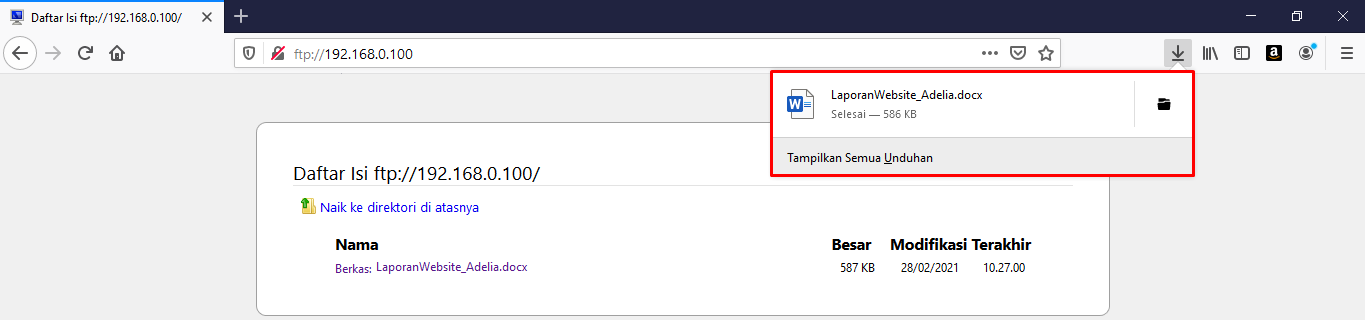 Daftar Isi ftp://192.168.0.100/
ftp://192.168.0.100
LaporanWebsite_Adelia.docx
Selesai — 586 KB
Tampilkan Semua Unduhan
Daftar Isi ftp://192.168.0.100/
Naik ke direktori di atasnya
Nama Besar Modifikasi Terakhir
Berkas: LaporanWebsite_Adelia.docx 587 KB 28/02/2021 10.27.00